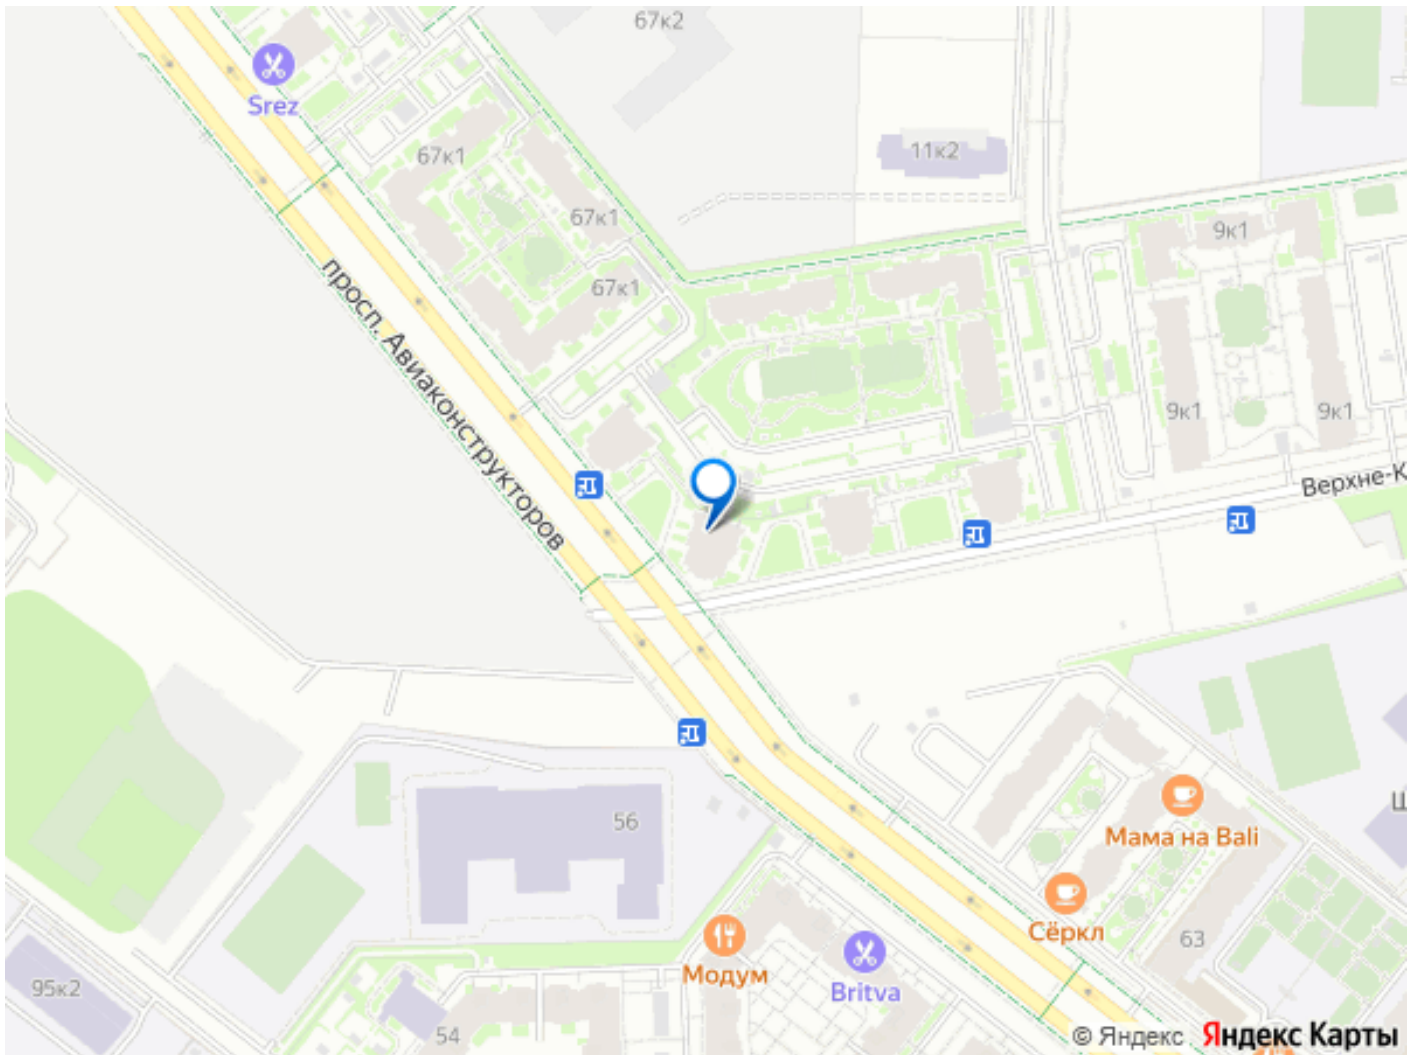 67к2
Srez
67к1
11к2
67к1
9к1
67к1
просп. Авиаконструкторов
9к1
9к1
Верхне-К
Мама на Bali
56
Сёркл
63
Модум
Britva
95к2
54
© Яндекс Яндекс Карты